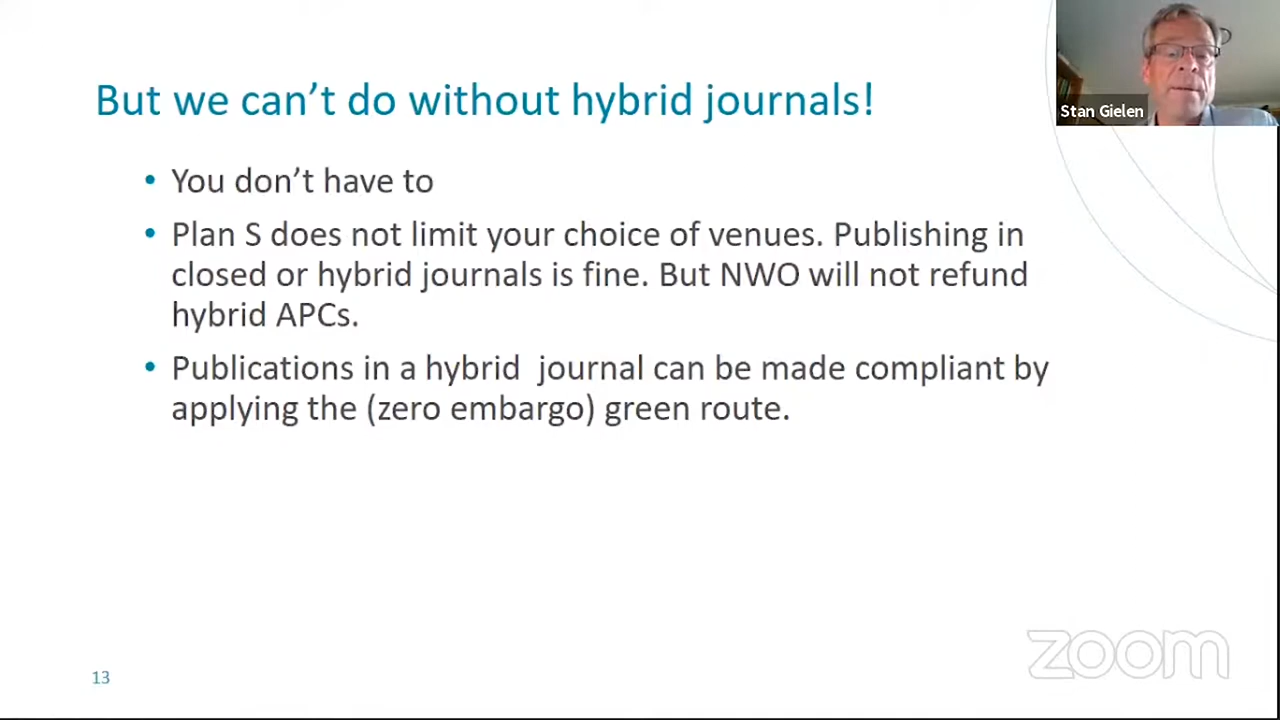 But we can't do without hybrid journals!
Stan Gielen
• You don't have to
• Plan S does not limit your choice of venues. Publishing in
closed or hybrid journals is fine. But NWO will not refund
hybrid APCs.
• Publications in a hybrid  journal can be made compliant by
applying the (zero embargo) green route.
13
zoom